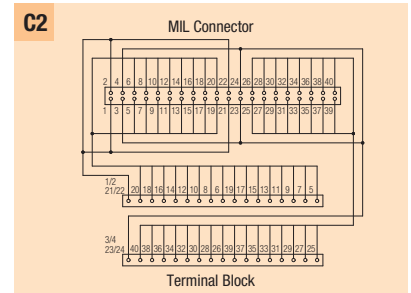 C2
MIL Connector
2 4 6 8 10 12 14 16 18 20 22 24 26 28 30 32 34 36 38 40
1 3 5 7 9 11 13 15 17 19 21 23 25 27 29 31 33 35 37 39
1/2
21/22 20 18 16 14 12 10 8 6 19 17 15 13 11 9 7 5
3/4
23/24 40 38 36 34 32 30 28 26 39 37 35 33 31 29 27 25
Terminal Block